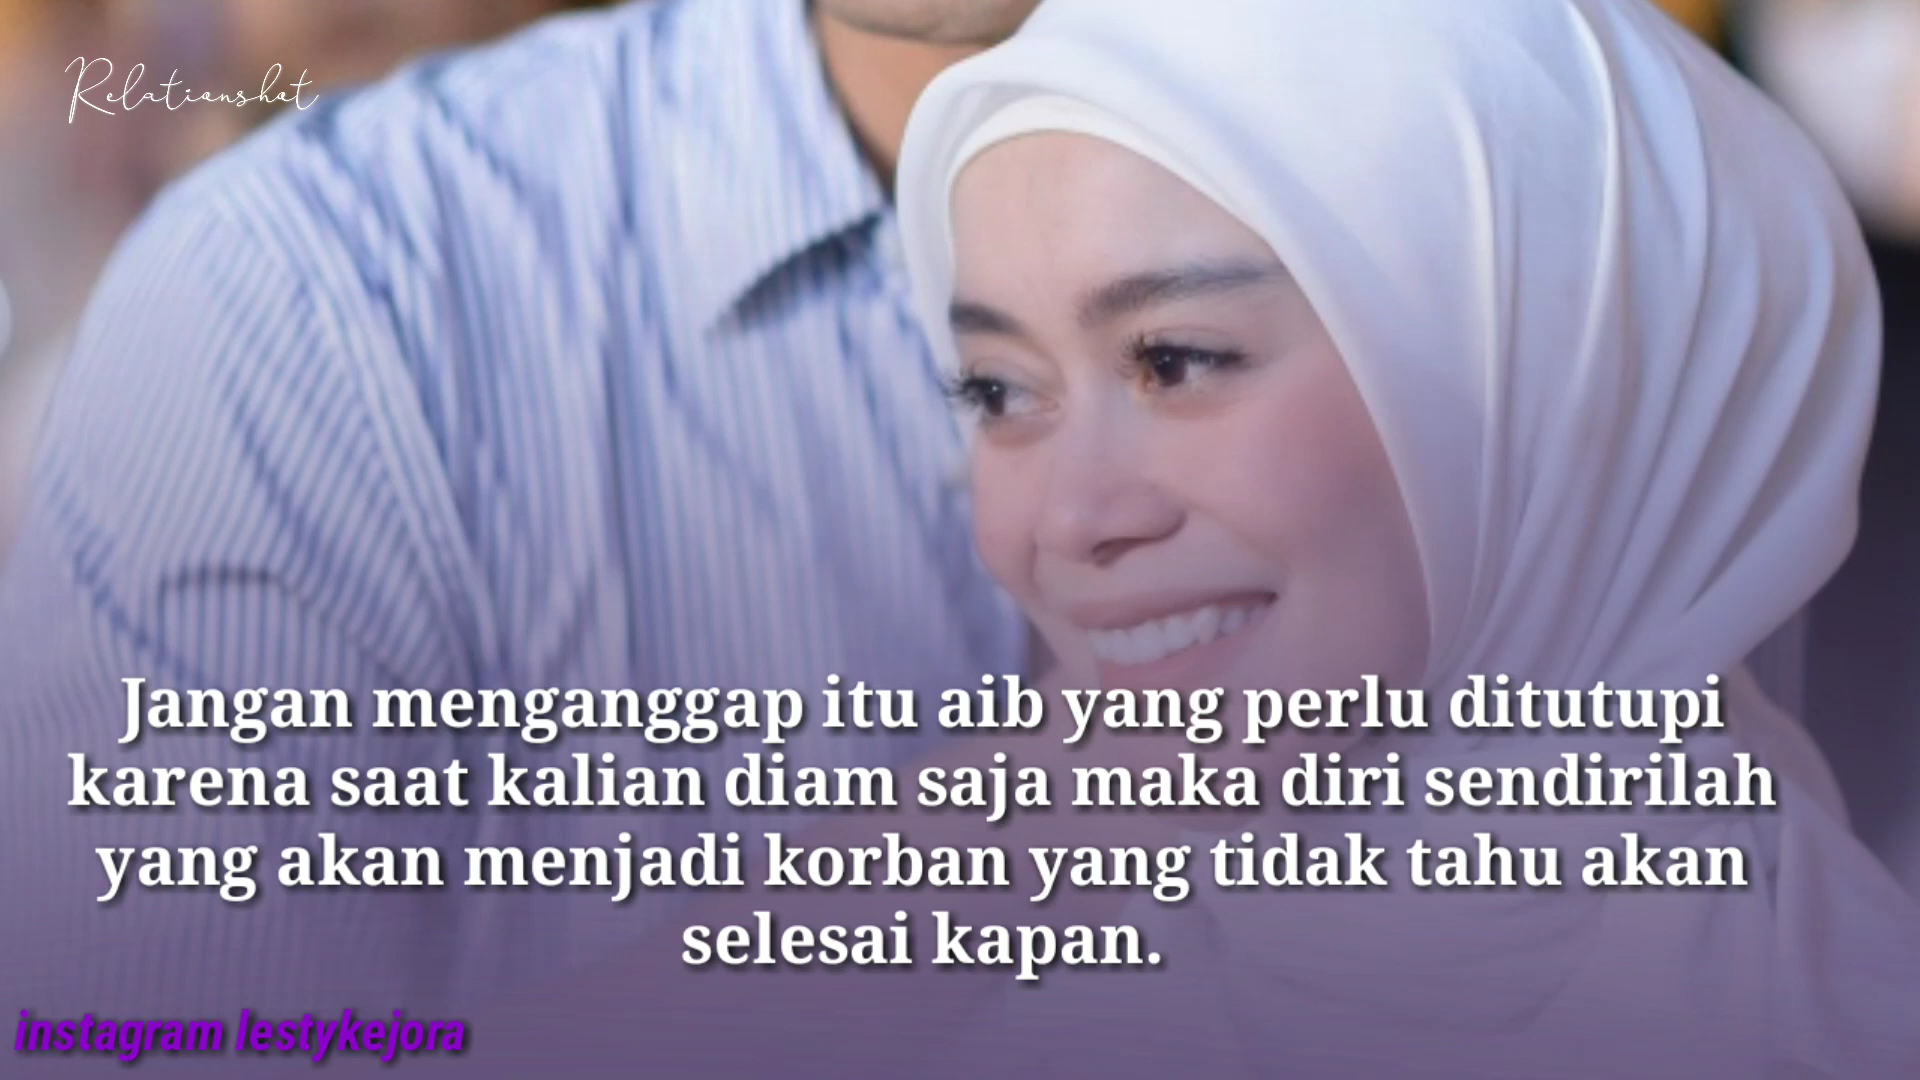 Relationshot
Jangan menganggap itu aib yang perlu ditutupi
karena saat kalian diam saja maka diri sendirilah
yang akan menjadi korban yang tidak tahu akan
selesai kapan.
instagram lestykejora